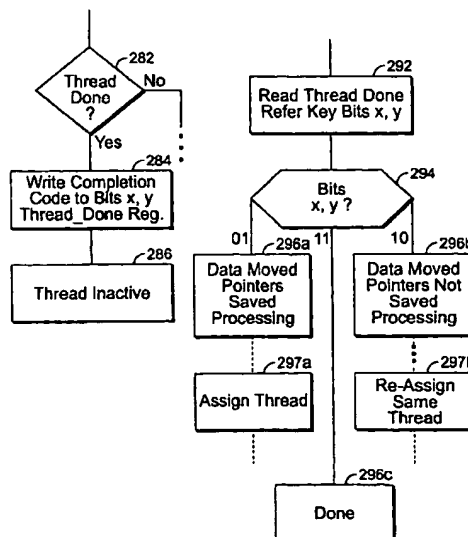 282
Thread
Done
?
No
Yes
284
Write Completion
Code to Bits x, y
Thread_Done Reg.
286
Thread Inactive
292
Read Thread Done
Refer Key Bits x, y
294
Bits
x, y ?
01
11
10
296a
Data Moved
Pointers
Saved
Processing
296b
Data Moved
Pointers Not
Saved
Processing
297a
Assign Thread
297b
Re-Assign
Same
Thread
296c
Done